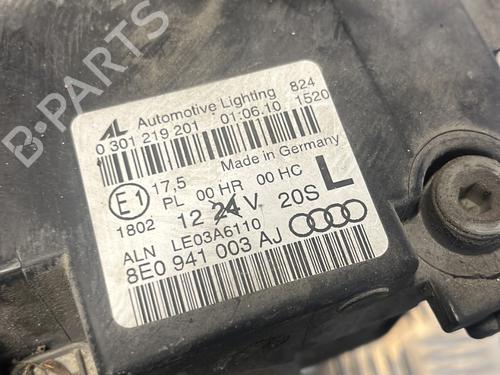 AL Automotive Lighting 824
0 301 219 201 01:06.10 1520
Made in Germany
E1 17,5
PL 00 HR 00 HC
1802 12 24 V 20S L
ALN LE03A6110
8E0 941 003 AJ
B-PARTS